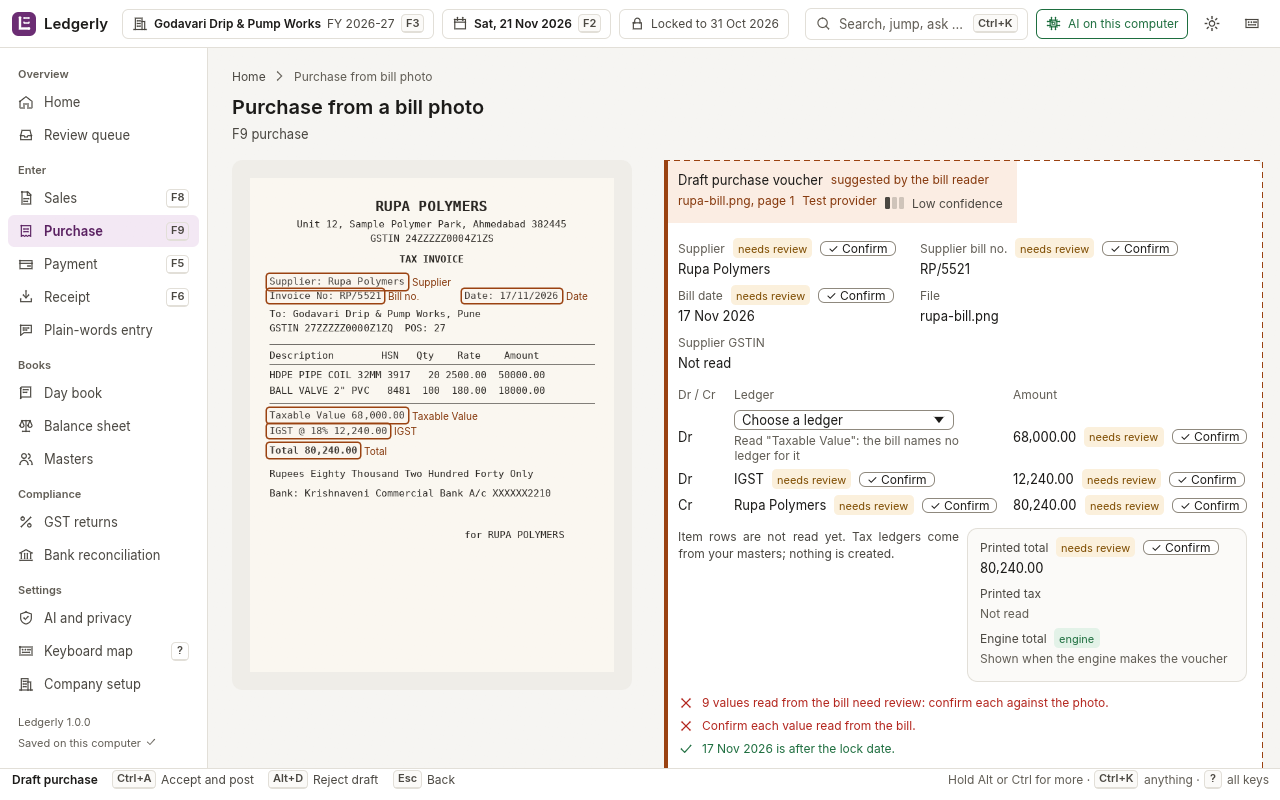 Ledgerly
Godavari Drip & Pump Works FY 2026-27 F3
Sat, 21 Nov 2026 F2
Locked to 31 Oct 2026
Search, jump, ask ... Ctrl+K
AI on this computer
Overview
Home
Review queue
Enter
Sales F8
Purchase F9
Payment F5
Receipt F6
Plain-words entry
Books
Day book
Balance sheet
Masters
Compliance
GST returns
Bank reconciliation
Settings
AI and privacy
Keyboard map ?
Company setup
Ledgerly 1.0.0
Saved on this computer
Home Purchase from bill photo
Purchase from a bill photo
F9 purchase
RUPA POLYMERS
Unit 12, Sample Polymer Park, Ahmedabad 382445
GSTIN 24ZZZZZ0004Z1ZS
TAX INVOICE
Supplier: Rupa Polymers Supplier
Invoice No: RP/5521 Bill no. Date: 17/11/2026 Date
To: Godavari Drip & Pump Works, Pune
GSTIN 27ZZZZZ0000Z1ZQ POS: 27
Description HSN Qty Rate Amount
HDPE PIPE COIL 32MM 3917 20 2500.00 50000.00
BALL VALVE 2" PVC 8481 100 180.00 18000.00
Taxable Value 68,000.00 Taxable Value
IGST @ 18% 12,240.00 IGST
Total 80,240.00 Total
Rupees Eighty Thousand Two Hundred Forty Only
Bank: Krishnaveni Commercial Bank A/c XXXXXX2210
for RUPA POLYMERS
Draft purchase voucher suggested by the bill reader
rupa-bill.png, page 1 Test provider Low confidence
Supplier needs review Confirm
Rupa Polymers
Supplier bill no. needs review Confirm
RP/5521
Bill date needs review Confirm
17 Nov 2026
File
rupa-bill.png
Supplier GSTIN
Not read
Dr / Cr Ledger Amount
Choose a ledger
Dr Read "Taxable Value": the bill names no 68,000.00 needs review Confirm
ledger for it
Dr IGST needs review Confirm 12,240.00 needs review Confirm
Cr Rupa Polymers needs review Confirm 80,240.00 needs review Confirm
Item rows are not read yet. Tax ledgers come
from your masters; nothing is created.
Printed total needs review Confirm
80,240.00
Printed tax
Not read
Engine total engine
Shown when the engine makes the voucher
9 values read from the bill need review: confirm each against the photo.
Confirm each value read from the bill.
17 Nov 2026 is after the lock date.
Draft purchase Ctrl+A Accept and post Alt+D Reject draft Esc Back
Hold Alt or Ctrl for more · Ctrl+K anything · ? all keys